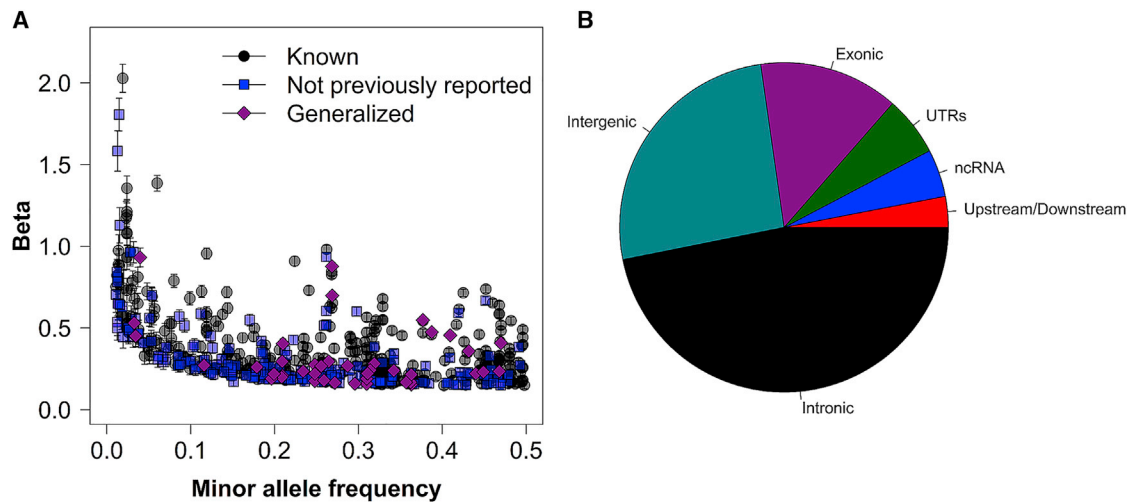 A
Known
Not previously reported
Generalized
Beta
2.0
1.5
1.0
0.5
0.0
0.0 0.1 0.2 0.3 0.4 0.5
Minor allele frequency
B
Exonic
UTRs
ncRNA
Upstream/Downstream
Intergenic
Intronic